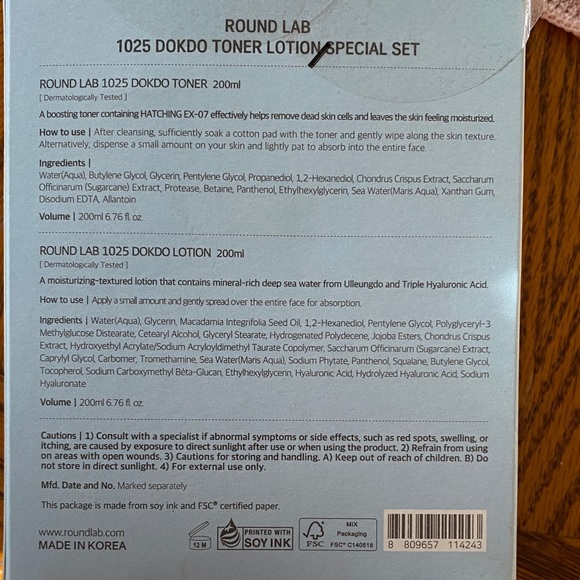 ROUND LAB
1025 DOKDO TONER LOTION SPECIAL SET
ROUND LAB 1025 DOKDO TONER 200ml
[ Dermatologically Tested ]
A boosting toner containing HATCHING EX-07 effectively helps remove dead skin cells and leaves the skin feeling moisturized.
How to use | After cleansing, sufficiently soak a cotton pad with the toner and gently wipe along the skin texture.
Alternatively, dispense a small amount on your skin and lightly pat to absorb into the entire face.
Ingredients |
Water(Aqua), Butylene Glycol, Glycerin, Pentylene Glycol, Propanediol, 1,2-Hexanediol, Chondrus Crispus Extract, Saccharum
Officinarum (Sugarcane) Extract, Protease, Betaine, Panthenol, Ethylhexylglycerin, Sea Water(Maris Aqua), Xanthan Gum,
Disodium EDTA, Allantoin
Volume | 200ml 6.76 fl. oz.
ROUND LAB 1025 DOKDO LOTION 200ml
[ Dermatologically Tested ]
A moisturizing-textured lotion that contains mineral-rich deep sea water from Ulleungdo and Triple Hyaluronic Acid.
How to use | Apply a small amount and gently spread over the entire face for absorption.
Ingredients | Water(Aqua), Glycerin, Macadamia Integrifolia Seed Oil, 1,2-Hexanediol, Pentylene Glycol, Polyglyceryl-3
Methylglucose Distearate, Cetearyl Alcohol, Glyceryl Stearate, Hydrogenated Polydecene, Jojoba Esters, Chondrus Crispus
Extract, Hydroxyethyl Acrylate/Sodium Acryloyldimethyl Taurate Copolymer, Saccharum Officinarum (Sugarcane) Extract,
Caprylyl Glycol, Carbomer, Tromethamine, Sea Water(Maris Aqua), Sodium Phytate, Panthenol, Squalane, Butylene Glycol,
Tocopherol, Sodium Carboxymethyl Béta-Glucan, Ethylhexylglycerin, Hyaluronic Acid, Hydrolyzed Hyaluronic Acid, Sodium
Hyaluronate
Volume | 200ml 6.76 fl. oz.
Cautions | 1) Consult with a specialist if abnormal symptoms or side effects, such as red spots, swelling, or
itching, are caused by exposure to direct sunlight after use or when using the product. 2) Refrain from using
on areas with open wounds. 3) Cautions for storing and handling. A) Keep out of reach of children. B) Do
not store in direct sunlight. 4) For external use only.
Mfd. Date and No. Marked separately
This package is made from soy ink and FSC® certified paper.
www.roundlab.com
MADE IN KOREA
12 M
PRINTED WITH
SOY INK
FSC
MIX
Packaging
FSC® C140518
8 809657 114243